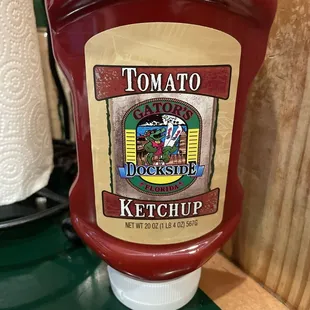 TOMATO
GATOR'S
DOCKSIDE
FLORIDA
KETCHUP
NET WT 20 OZ (1 LB 4 OZ) 567G